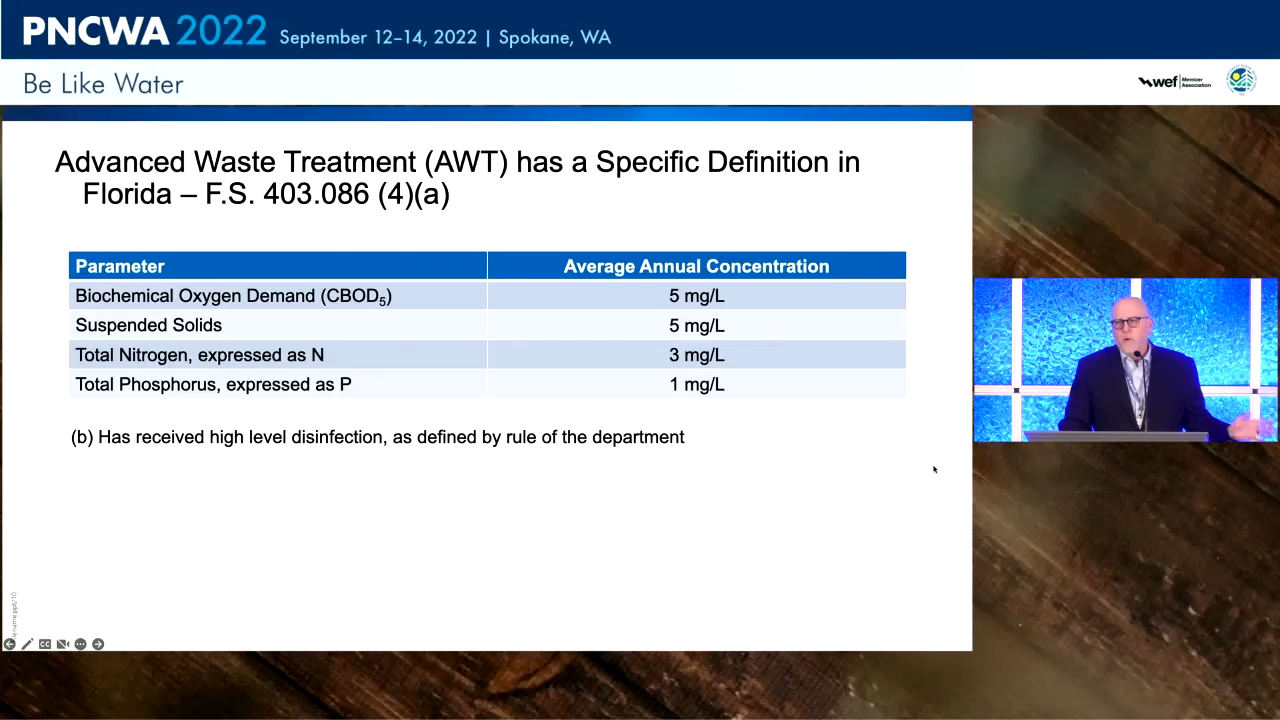 PNCWA 2022 September 12–14, 2022 | Spokane, WA
Be Like Water
wef Member Association
Advanced Waste Treatment (AWT) has a Specific Definition in
Florida – F.S. 403.086 (4)(a)
Parameter Average Annual Concentration
Biochemical Oxygen Demand (CBOD₅) 5 mg/L
Suspended Solids 5 mg/L
Total Nitrogen, expressed as N 3 mg/L
Total Phosphorus, expressed as P 1 mg/L
(b) Has received high level disinfection, as defined by rule of the department
CC